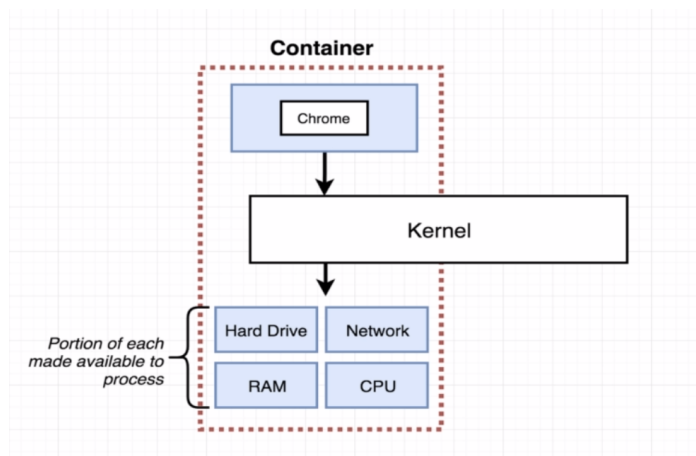 Container
Chrome
Kernel
Hard Drive
Network
Portion of each
made available to
process
RAM
CPU